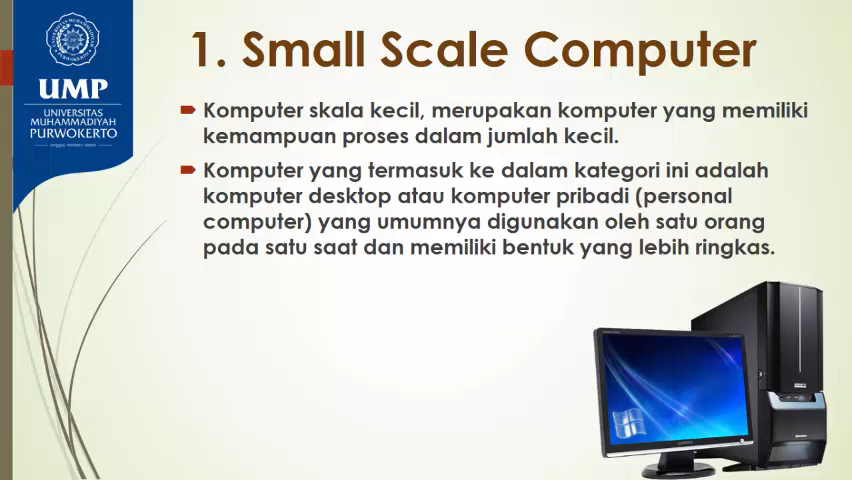 1. Small Scale Computer
UMP
UNIVERSITAS
MUHAMMADIYAH
PURWOKERTO
Komputer skala kecil, merupakan komputer yang memiliki
kemampuan proses dalam jumlah kecil.
Komputer yang termasuk ke dalam kategori ini adalah
komputer desktop atau komputer pribadi (personal
computer) yang umumnya digunakan oleh satu orang
pada satu saat dan memiliki bentuk yang lebih ringkas.